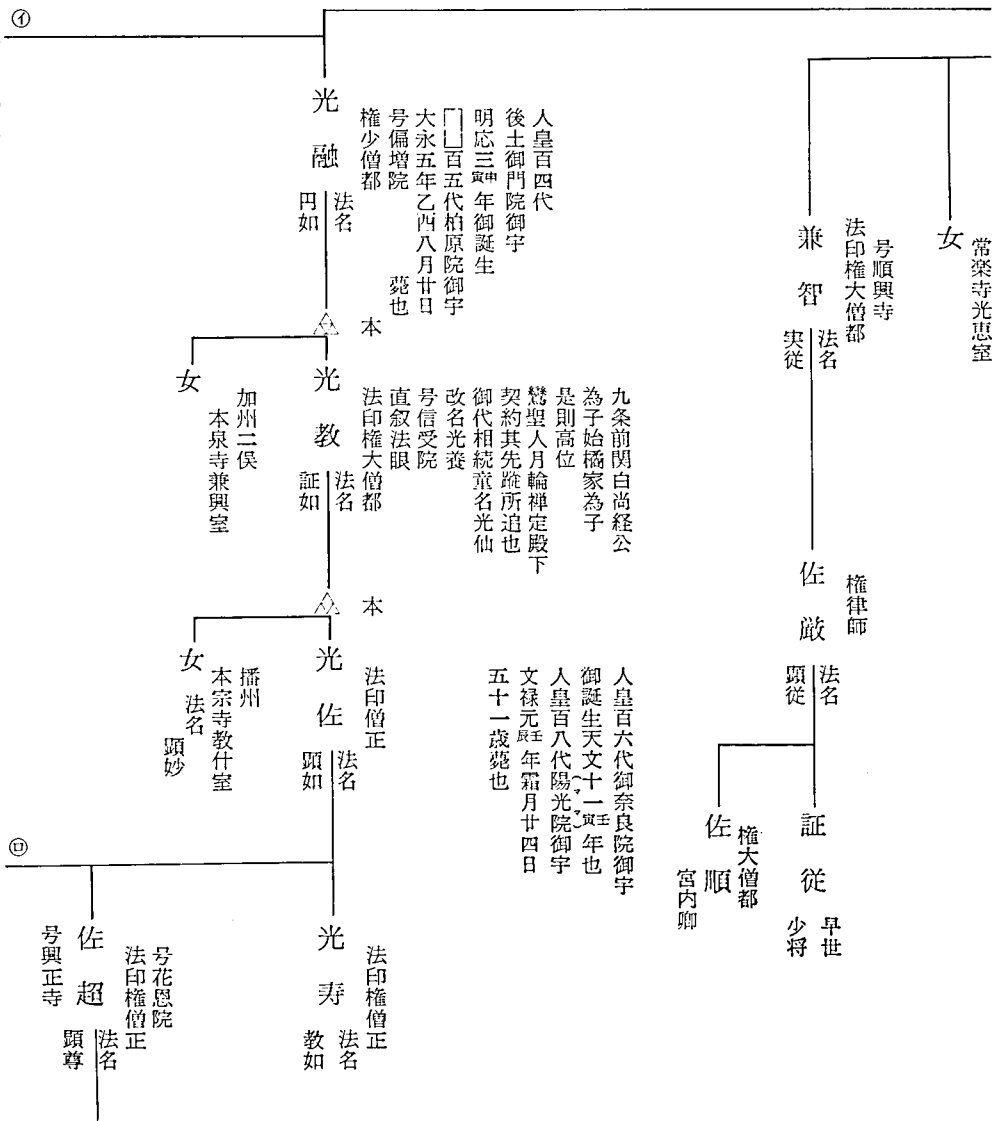 女
常楽寺光恵室
兼智
号順興寺
法印権大僧都
法名
実従
佐厳
権律師
法名
顕従
証従
早世
少将
佐順
権大僧都
宮内卿
㋑
光融
人皇百四代
後土御門院御宇
明応三甲寅年御誕生
百五代柏原院御宇
大永五年乙酉八月廿日
号偏増院 薨也
権少僧都
法名
円如
本
光教
九条前関白尚経公
為子始橘家為子
是則高位
鸞聖人月輪禅定殿下
契約其先蹤所追也
御代相続童名光仙
改名光養
号信受院
直叙法眼
法印権大僧都
法名
証如
女
加州二俣
本泉寺兼興室
本
光佐
人皇百六代御奈良院御宇
御誕生天文十一壬寅(ママ)年也
人皇百八代陽光院御宇
文禄元壬辰年霜月廿四日
五十一歳薨也
法印僧正
法名
顕如
女
播州
本宗寺教什室
法名 顕妙
光寿
法印権僧正
法名
教如
㋺
佐超
号花恩院
法印権僧正
号興正寺
法名
顕尊